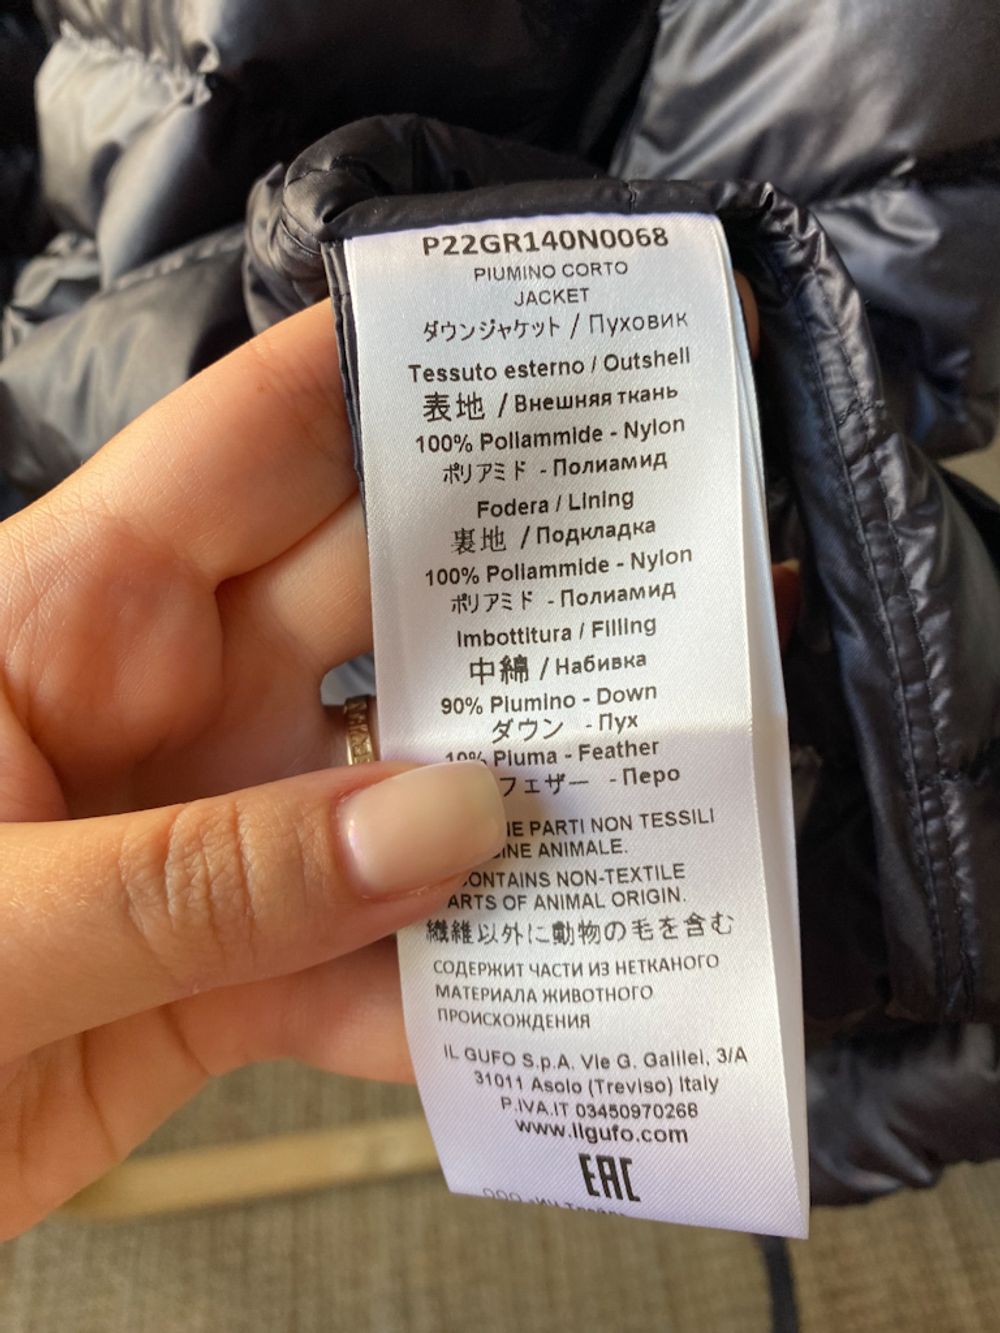 P22GR140N0068
PIUMINO CORTO
JACKET
ダウンジャケット / Пуховик
Tessuto esterno / Outshell
表地 / Внешняя ткань
100% Poliammide - Nylon
ポリアミド - Полиамид
Fodera / Lining
裏地 / Подкладка
100% Poliammide - Nylon
ポリアミド - Полиамид
Imbottitura / Filling
中綿 / Набивка
90% Piumino - Down
ダウン - Пух
10% Piuma - Feather
フェザー - Перо
PARTI NON TESSILI
ANIMALE.
CONTAINS NON-TEXTILE
OF ANIMAL ORIGIN.
繊維以外に動物の毛を含む
СОДЕРЖИТ ЧАСТИ ИЗ НЕТКАНОГО
МАТЕРИАЛА ЖИВОТНОГО
ПРОИСХОЖДЕНИЯ
IL GUFO S.p.A. Vle G. Galilei, 3/A
31011 Asolo (Treviso) Italy
P.IVA.IT 03450970268
www.ilgufo.com
EAC